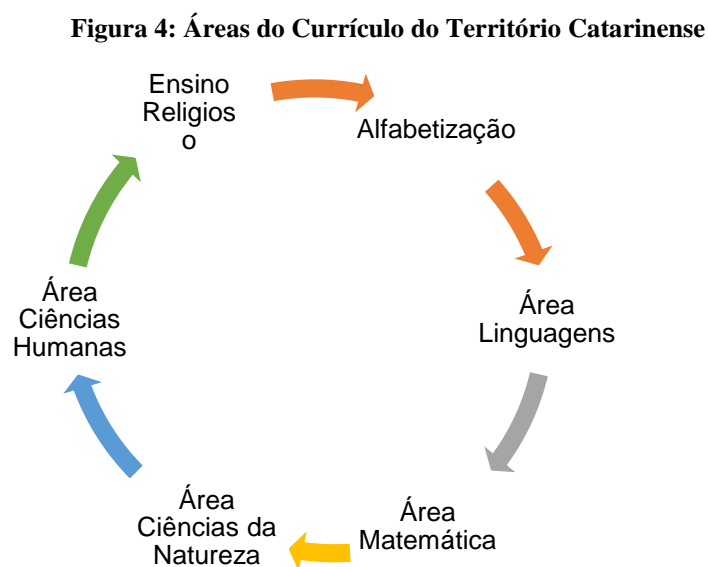 Figura 4: Áreas do Currículo do Território Catarinense
Ensino
Religios
o
Alfabetização
Área
Linguagens
Área
Matemática
Área
Ciências da
Natureza
Área
Ciências
Humanas